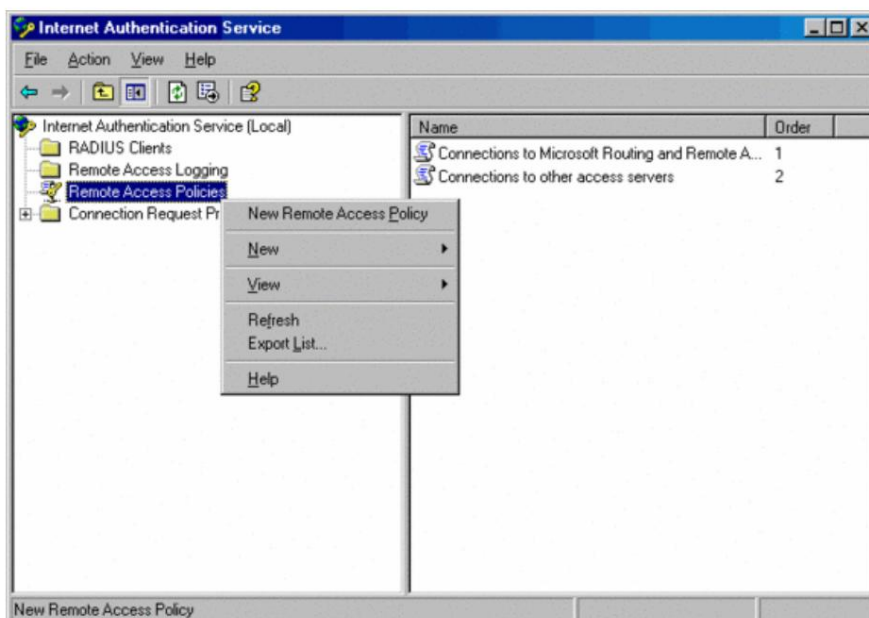 Internet Authentication Service
File Action View Help
Internet Authentication Service (Local)
RADIUS Clients
Remote Access Logging
Remote Access Policies
Connection Request Pr
Name Order
Connections to Microsoft Routing and Remote A... 1
Connections to other access servers 2
New Remote Access Policy
New
View
Refresh
Export List...
Help
New Remote Access Policy